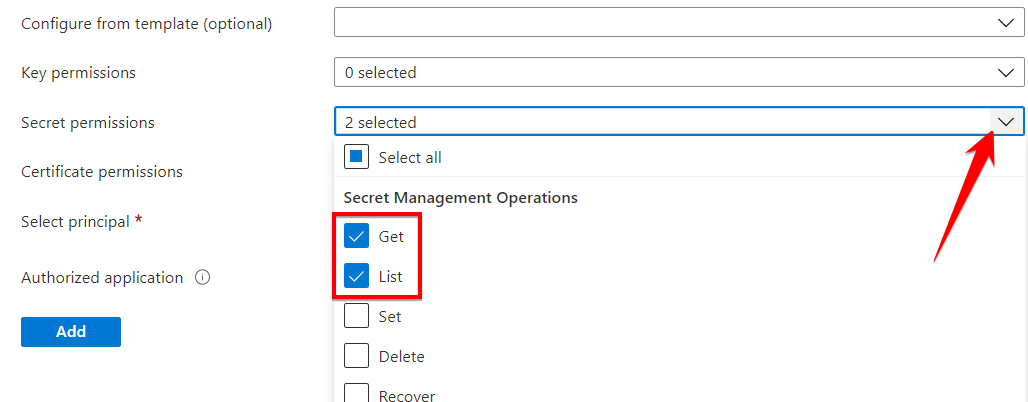 Configure from template (optional)
Key permissions
0 selected
Secret permissions
2 selected
Select all
Certificate permissions
Secret Management Operations
Select principal *
Get
List
Authorized application
Set
Add
Delete
Recover